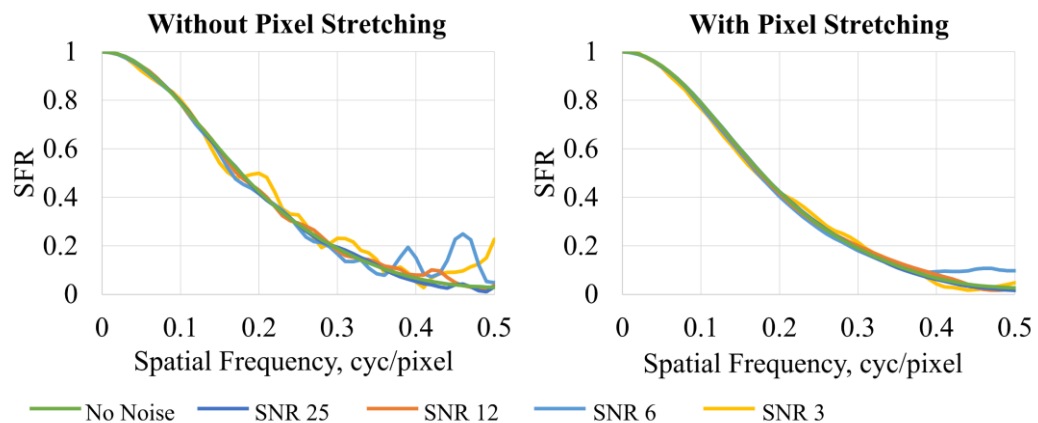 Without Pixel Stretching
With Pixel Stretching
1
0.8
0.6
0.4
0.2
0
SFR
0 0.1 0.2 0.3 0.4 0.5
Spatial Frequency, cyc/pixel
1
0.8
0.6
0.4
0.2
0
SFR
0 0.1 0.2 0.3 0.4 0.5
Spatial Frequency, cyc/pixel
No Noise SNR 25 SNR 12 SNR 6 SNR 3